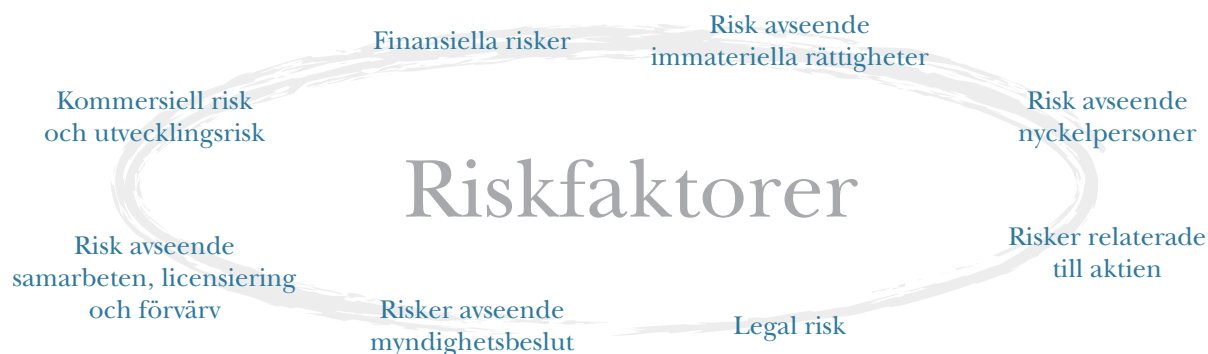 Finansiella risker
Risk avseende
immateriella rättigheter
Kommersiell risk
och utvecklingsrisk
Risk avseende
nyckelpersoner
Riskfaktorer
Risk avseende
samarbeten, licensiering
och förvärv
Risker relaterade
till aktien
Risker avseende
myndighetsbeslut
Legal risk